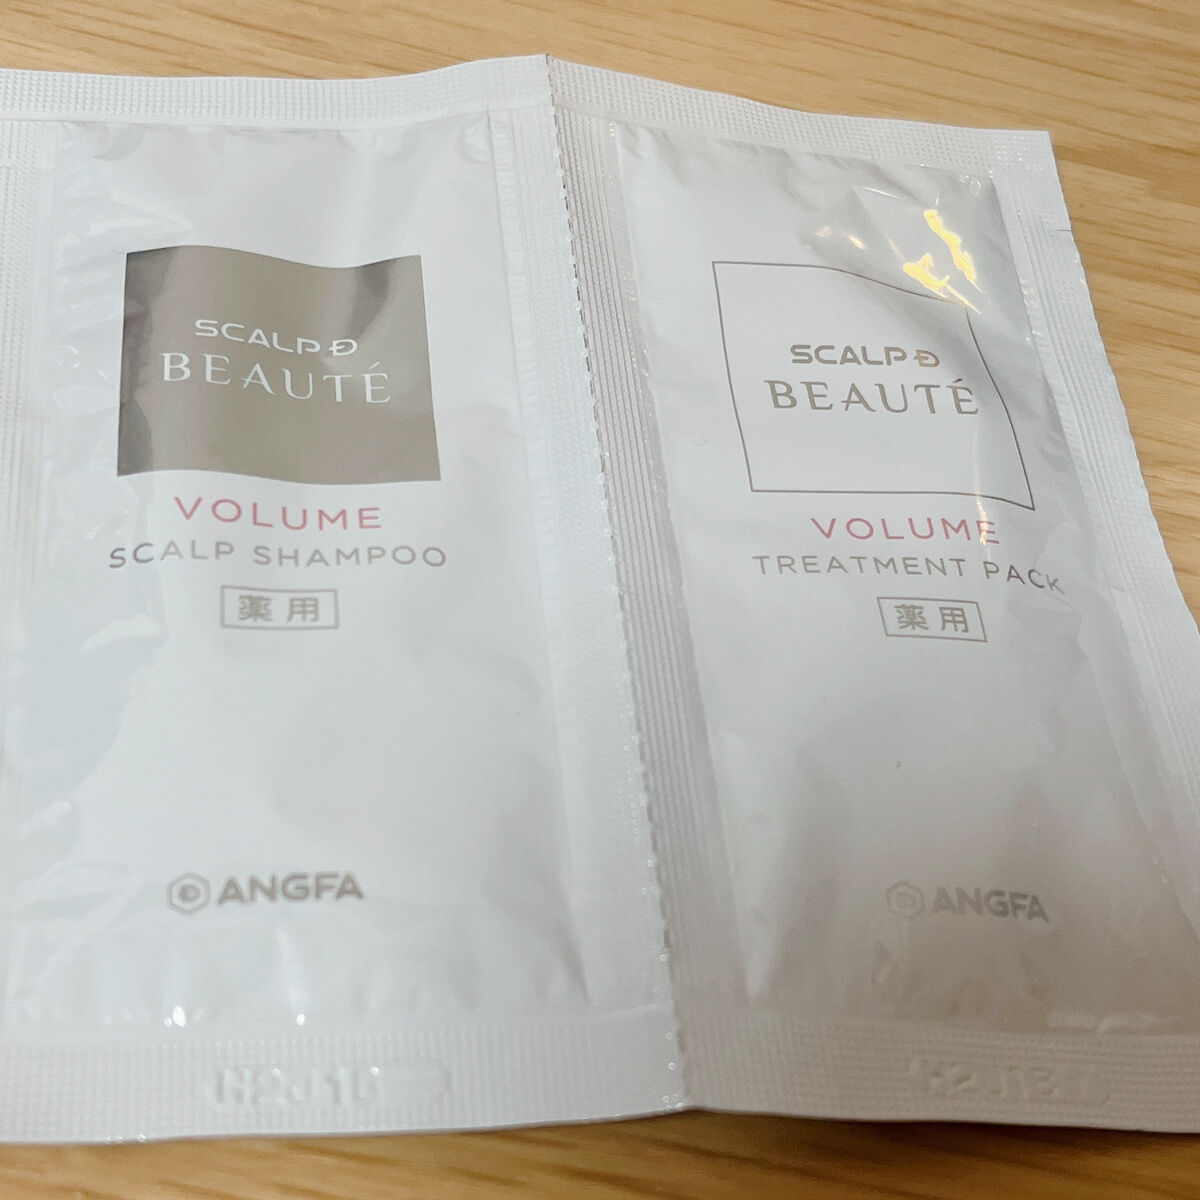 SCALP D
BEAUTÉ
VOLUME
SCALP SHAMPOO
薬用
ANGFA
SCALP D
BEAUTÉ
VOLUME
TREATMENT PACK
薬用
ANGFA